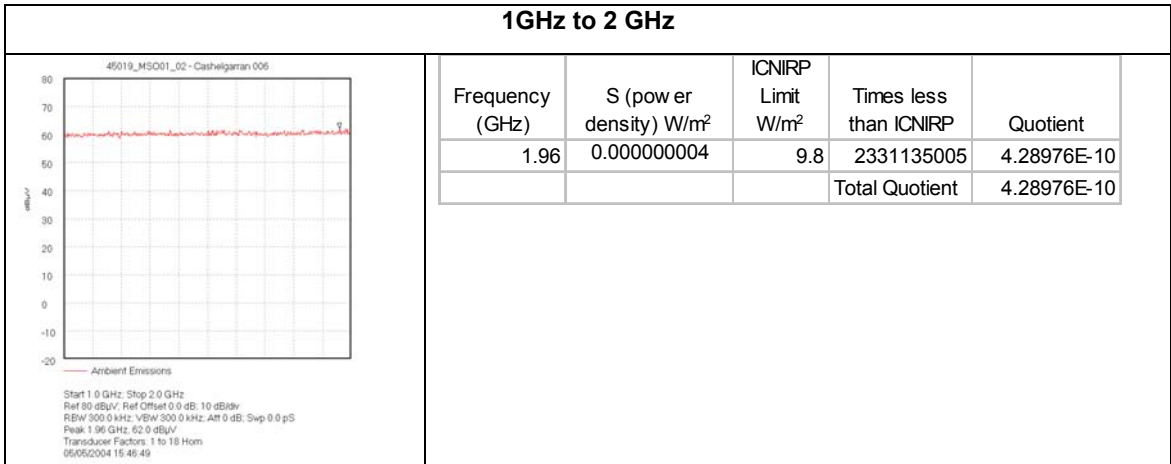 1GHz to 2 GHz
45019_MSO01_02 - Cashelgarran 006
80
70
60
50
40
30
20
10
0
-10
-20
dBµV
Ambient Emissions
Start 1.0 GHz; Stop 2.0 GHz
Ref 80 dBµV; Ref Offset 0.0 dB; 10 dB/div
RBW 300.0 kHz; VBW 300.0 kHz; Att 0 dB; Swp 0.0 pS
Peak 1.96 GHz, 62.0 dBµV
Transducer Factors: 1 to 18 Horn
05/05/2004 15:46:49
Frequency (GHz) S (pow er density) W/m² ICNIRP Limit W/m² Times less than ICNIRP Quotient
1.96 0.000000004 9.8 2331135005 4.28976E-10
Total Quotient 4.28976E-10